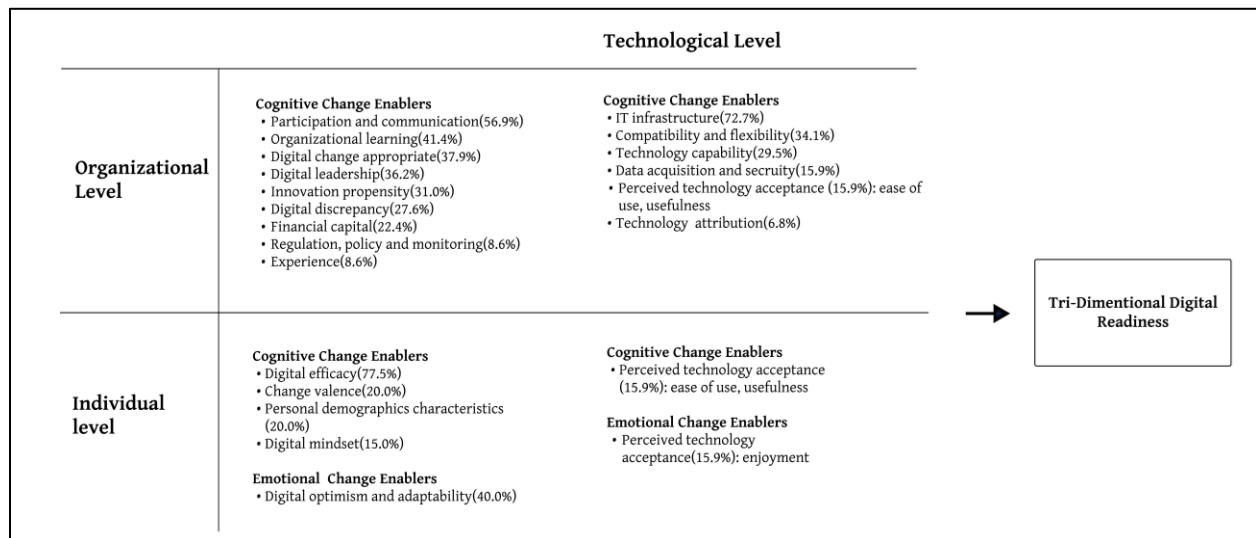 Technological Level
Organizational
Level
Cognitive Change Enablers
• Participation and communication(56.9%)
• Organizational learning(41.4%)
• Digital change appropriate(37.9%)
• Digital leadership(36.2%)
• Innovation propensity(31.0%)
• Digital discrepancy(27.6%)
• Financial capital(22.4%)
• Regulation, policy and monitoring(8.6%)
• Experience(8.6%)
Cognitive Change Enablers
• IT infrastructure(72.7%)
• Compatibility and flexibility(34.1%)
• Technology capability(29.5%)
• Data acquisition and secruity(15.9%)
• Perceived technology acceptance (15.9%): ease of
use, usefulness
• Technology attribution(6.8%)
Individual
level
Cognitive Change Enablers
• Digital efficacy(77.5%)
• Change valence(20.0%)
• Personal demographics characteristics
(20.0%)
• Digital mindset(15.0%)
Emotional Change Enablers
• Digital optimism and adaptability(40.0%)
Cognitive Change Enablers
• Perceived technology acceptance
(15.9%): ease of use, usefulness
Emotional Change Enablers
• Perceived technology
acceptance(15.9%): enjoyment
Tri-Dimentional Digital
Readiness